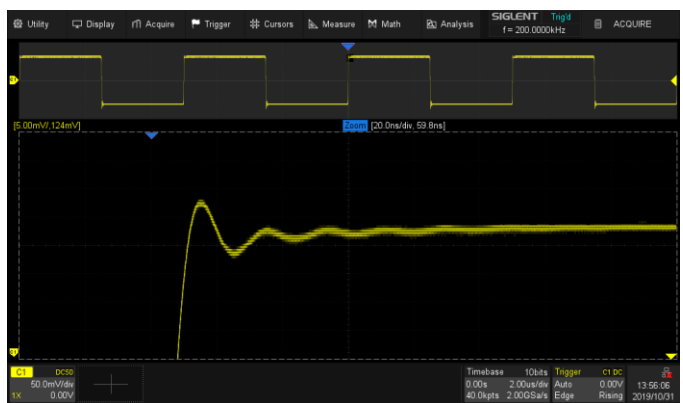 Utility Display Acquire Trigger Cursors Measure Math Analysis SIGLENT Trig'd ACQUIRE
f = 200.0000kHz
[5.00mV/,124mV] Zoom [20.0ns/div, 59.8ns]
C1 DC50 Timebase 10bits Trigger C1 DC
50.0mV/div 0.00s 2.00us/div Auto 0.00V 13:56:06
1X 0.00V 40.0kpts 2.00GSa/s Edge Rising 2019/10/31